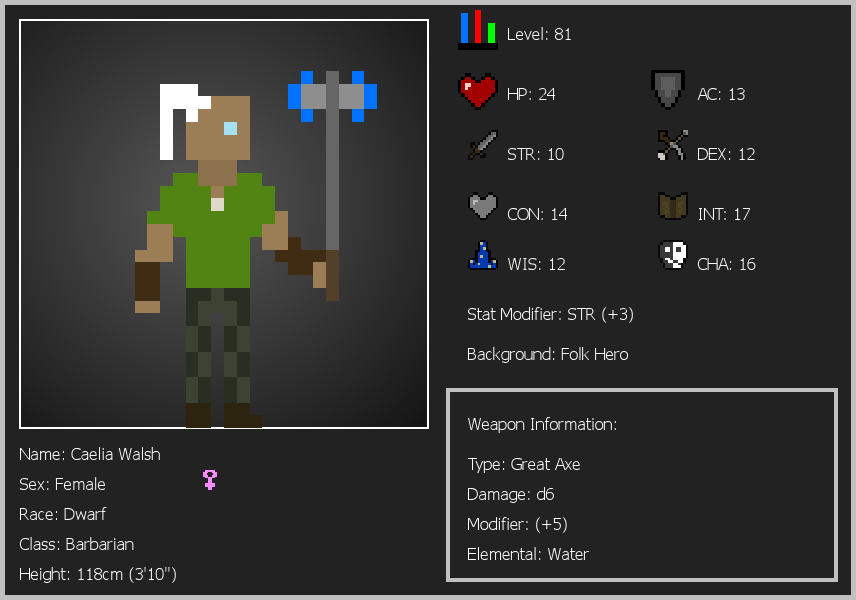 Level: 81
HP: 24
AC: 13
STR: 10
DEX: 12
CON: 14
INT: 17
WIS: 12
CHA: 16
Stat Modifier: STR (+3)
Background: Folk Hero
Weapon Information:
Type: Great Axe
Damage: d6
Modifier: (+5)
Elemental: Water
Name: Caelia Walsh
Sex: Female
Race: Dwarf
Class: Barbarian
Height: 118cm (3'10")